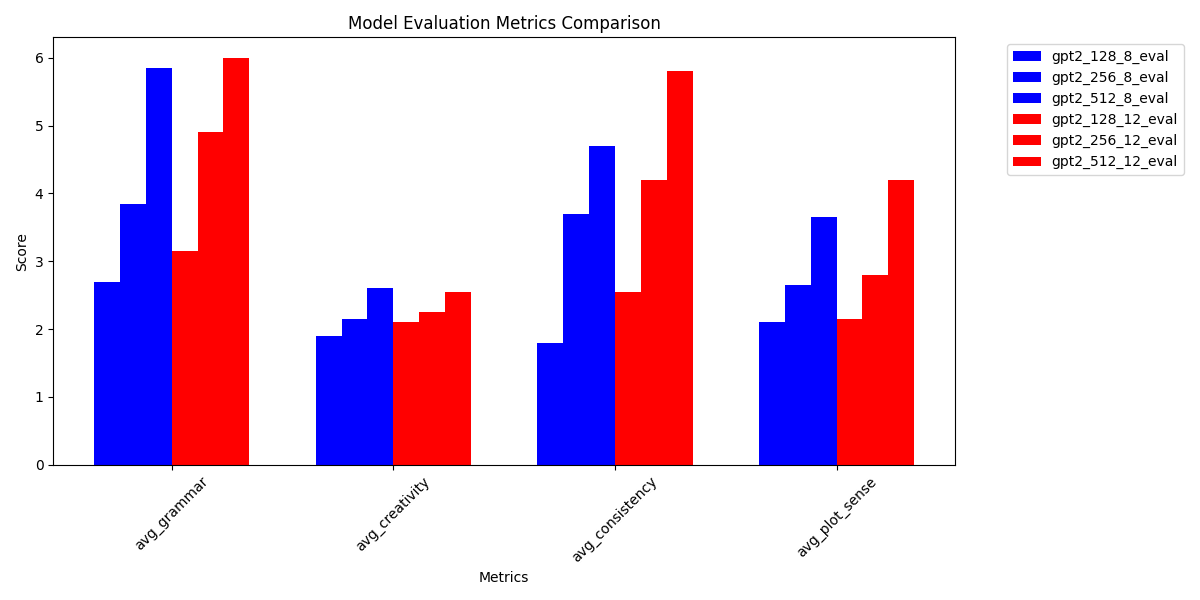 Model Evaluation Metrics Comparison
gpt2_128_8_eval
gpt2_256_8_eval
gpt2_512_8_eval
gpt2_128_12_eval
gpt2_256_12_eval
gpt2_512_12_eval
Score
6
5
4
3
2
1
0
avg_grammar
avg_creativity
avg_consistency
avg_plot_sense
Metrics